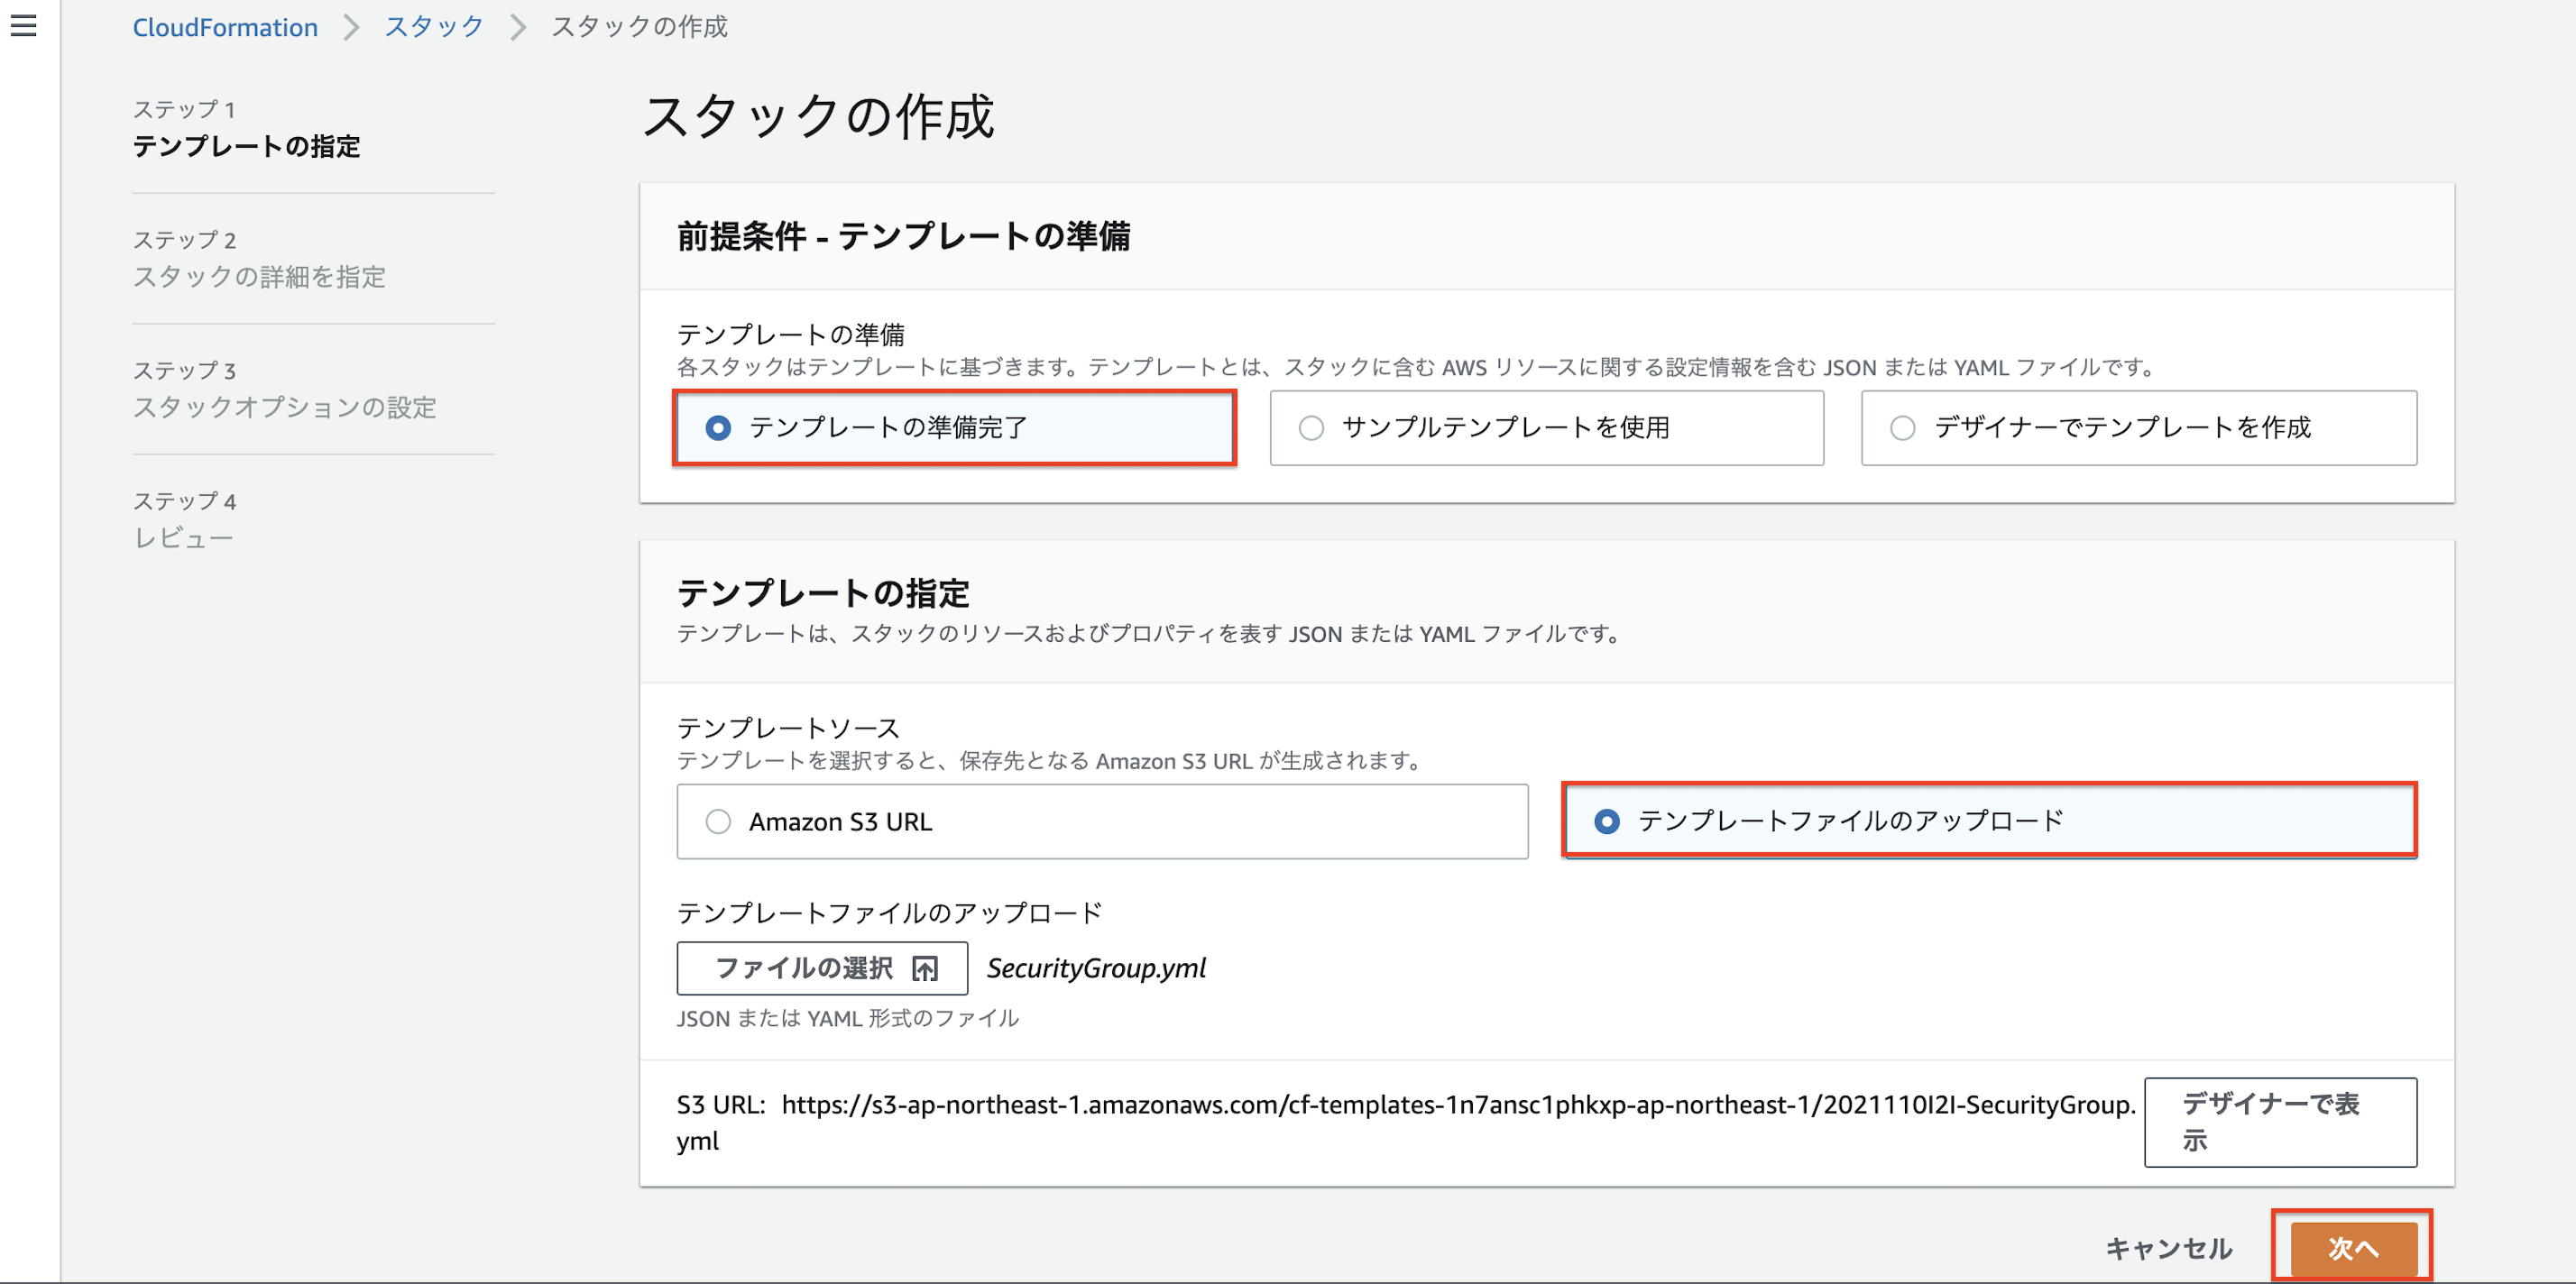 CloudFormation > スタック > スタックの作成
ステップ 1
テンプレートの指定
ステップ 2
スタックの詳細を指定
ステップ 3
スタックオプションの設定
ステップ 4
レビュー
スタックの作成
前提条件 - テンプレートの準備
テンプレートの準備
各スタックはテンプレートに基づきます。テンプレートとは、スタックに含む AWS リソースに関する設定情報を含む JSON または YAML ファイルです。
テンプレートの準備完了
サンプルテンプレートを使用
デザイナーでテンプレートを作成
テンプレートの指定
テンプレートは、スタックのリソースおよびプロパティを表す JSON または YAML ファイルです。
テンプレートソース
テンプレートを選択すると、保存先となる Amazon S3 URL が生成されます。
Amazon S3 URL
テンプレートファイルのアップロード
テンプレートファイルのアップロード
ファイルの選択
SecurityGroup.yml
JSON または YAML 形式のファイル
S3 URL: https://s3-ap-northeast-1.amazonaws.com/cf-templates-1n7ansc1phkxp-ap-northeast-1/2021110I2I-SecurityGroup.
yml
デザイナーで表
示
キャンセル
次へ